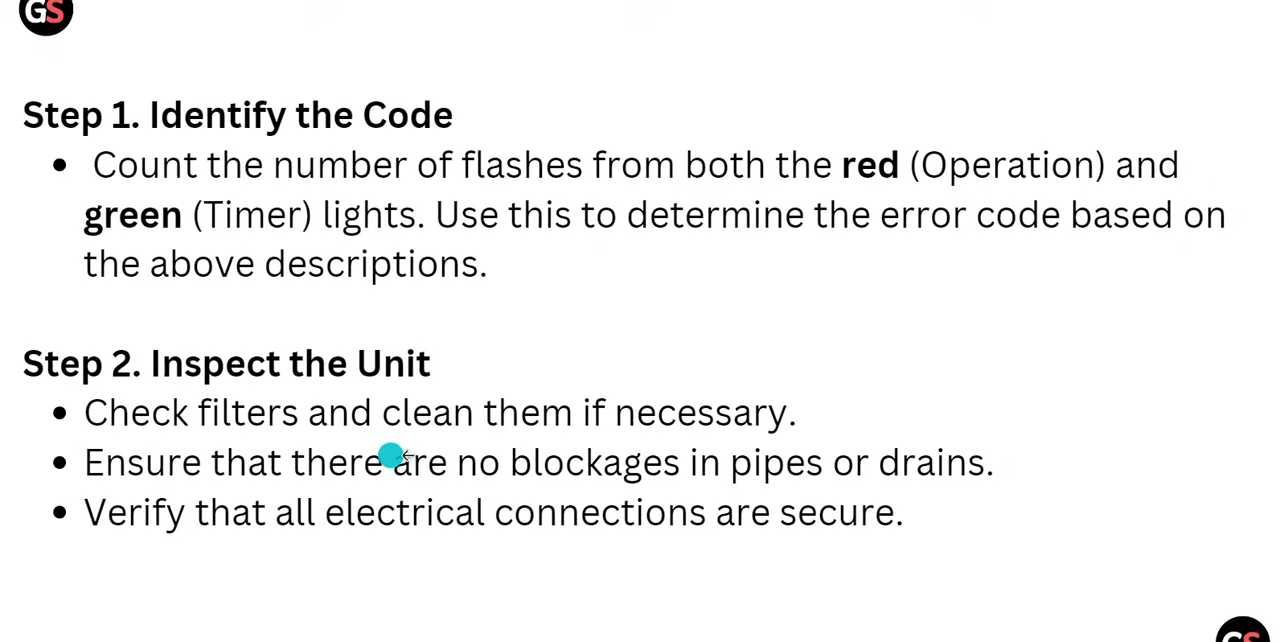 GS
Step 1. Identify the Code
• Count the number of flashes from both the red (Operation) and
green (Timer) lights. Use this to determine the error code based on
the above descriptions.
Step 2. Inspect the Unit
• Check filters and clean them if necessary.
• Ensure that there are no blockages in pipes or drains.
• Verify that all electrical connections are secure.
GS